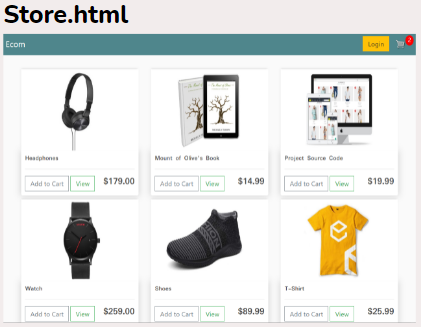 Store.html
Ecom
Login
2
Headphones
Add to Cart View $179.00
Mount of Olive's Book
Add to Cart View $14.99
Project Source Code
Add to Cart View $19.99
Watch
Add to Cart View $259.00
Shoes
Add to Cart View $89.99
T-Shirt
Add to Cart View $25.99